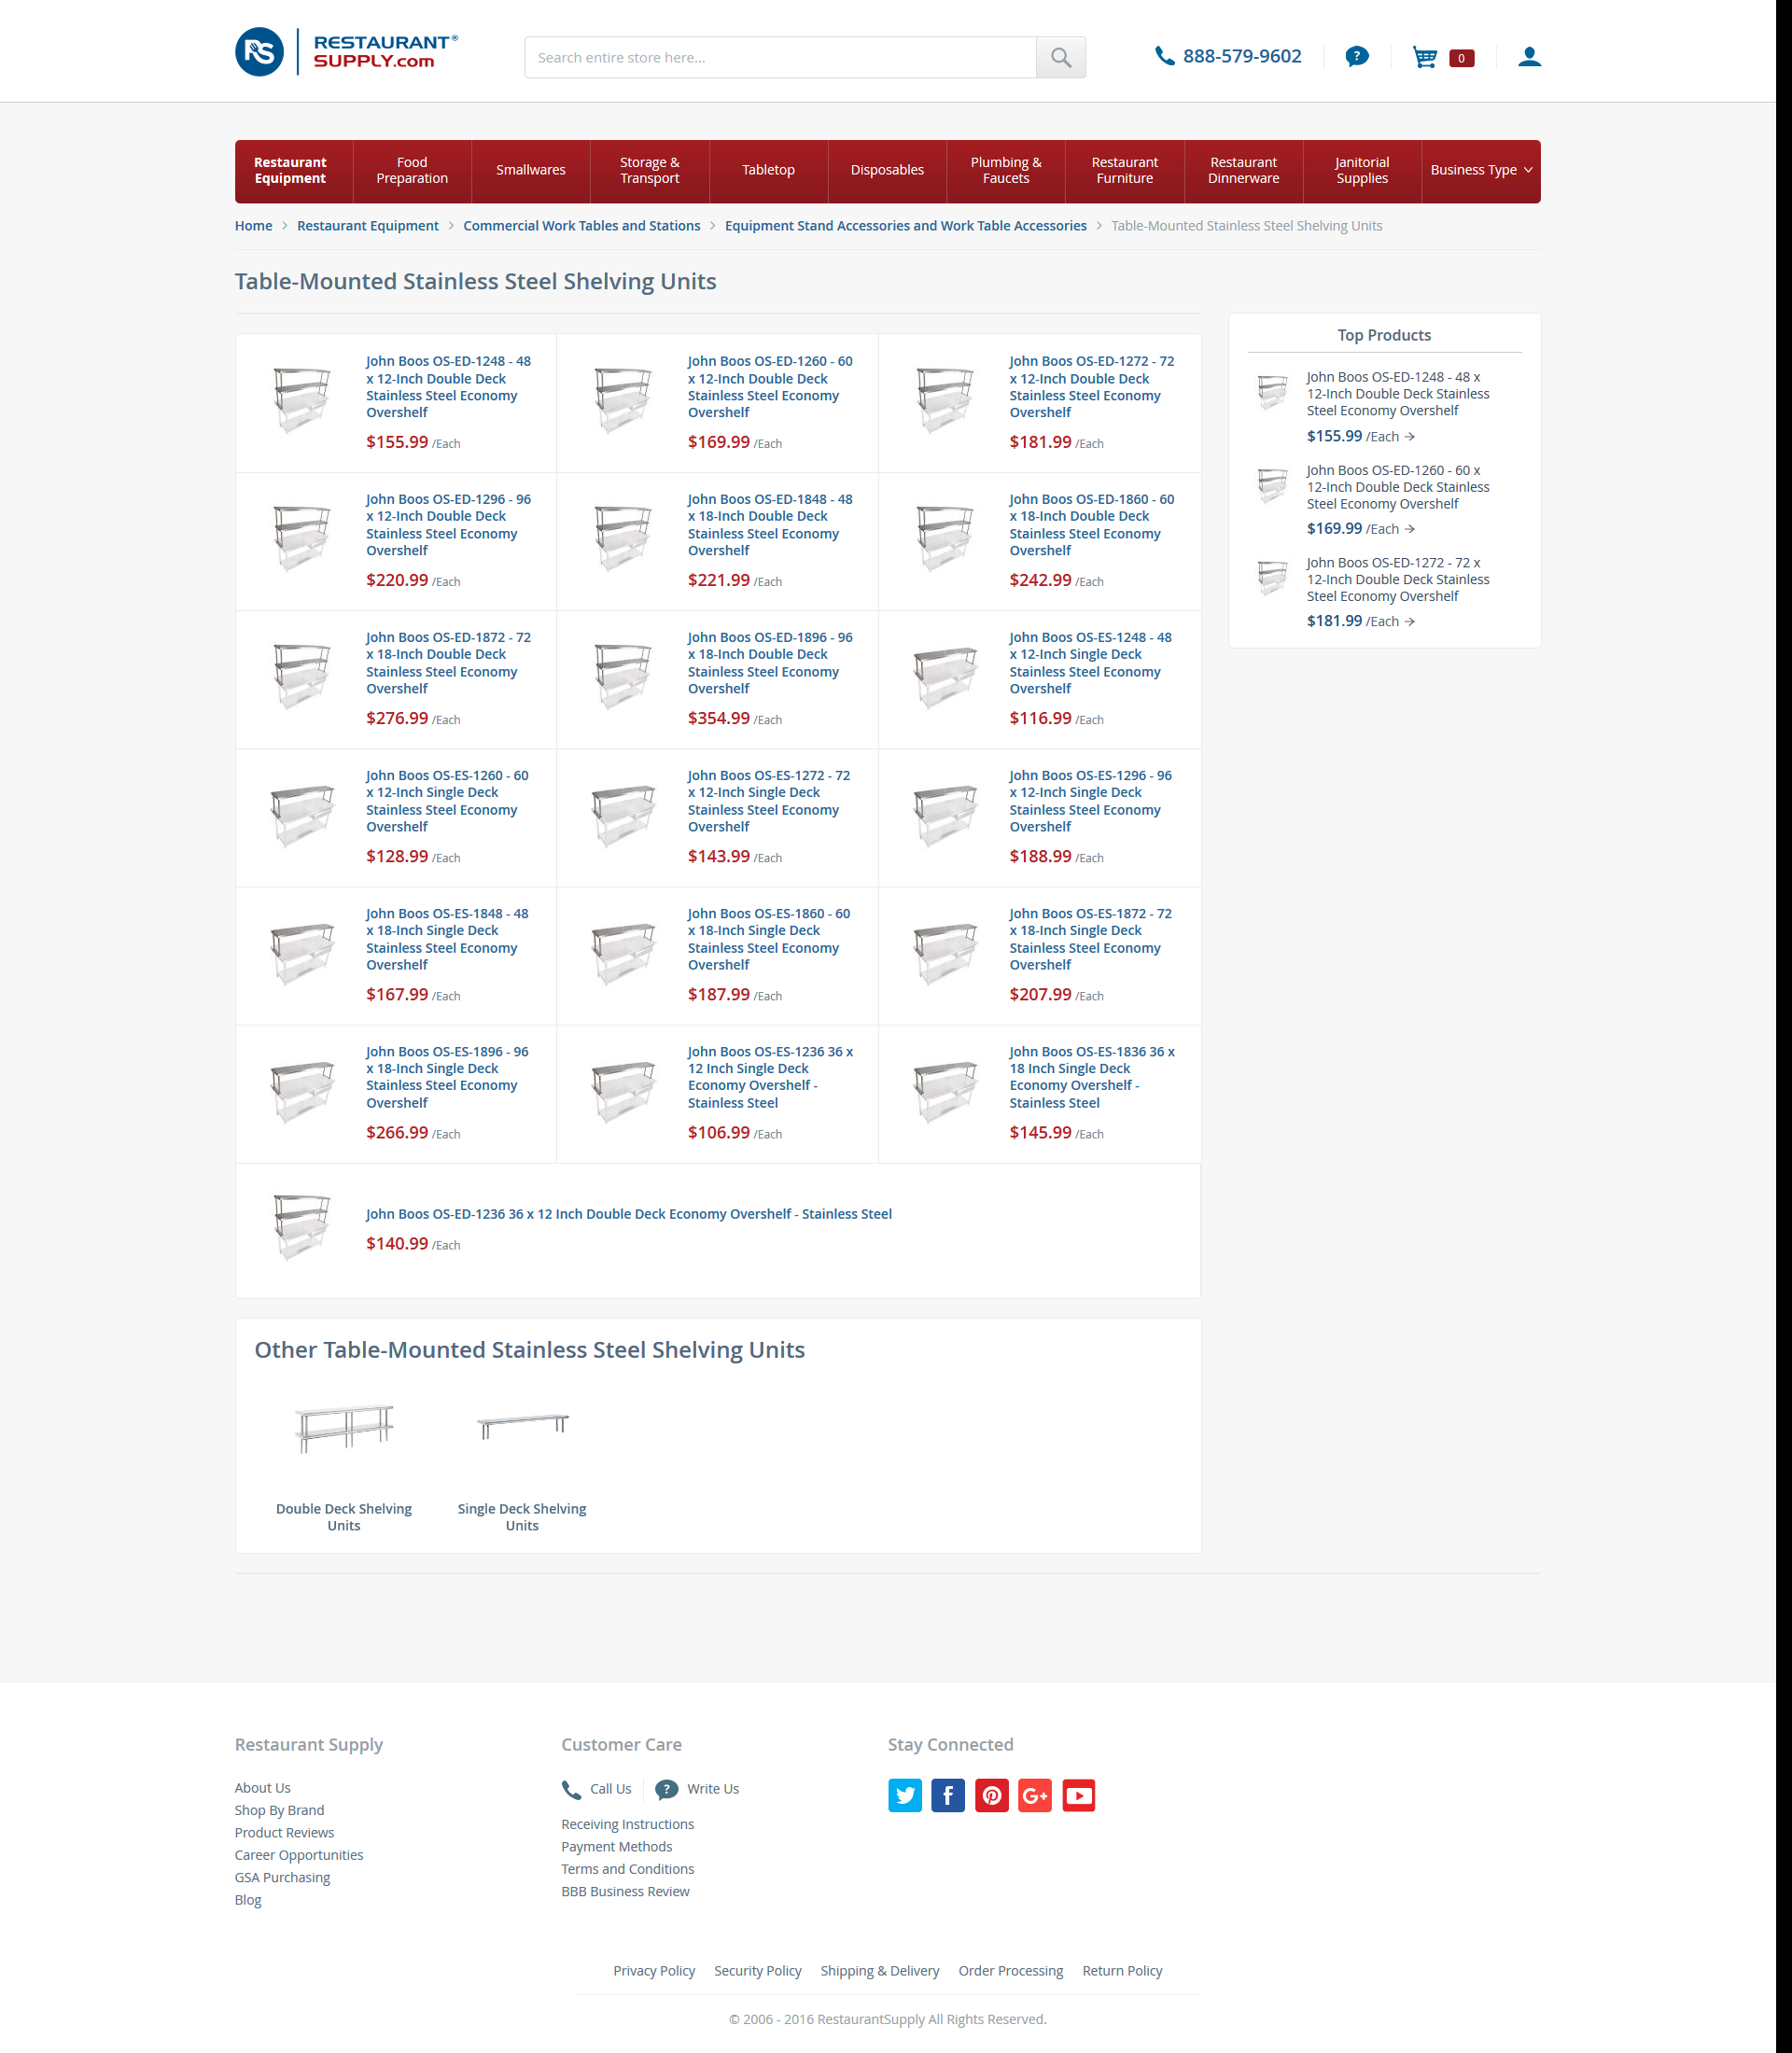 RESTAURANT®
SUPPLY.com
Search entire store here...
888-579-9602
?
0
Restaurant
Equipment
Food
Preparation
Smallwares
Storage &
Transport
Tabletop
Disposables
Plumbing &
Faucets
Restaurant
Furniture
Restaurant
Dinnerware
Janitorial
Supplies
Business Type
Home > Restaurant Equipment > Commercial Work Tables and Stations > Equipment Stand Accessories and Work Table Accessories > Table-Mounted Stainless Steel Shelving Units
Table-Mounted Stainless Steel Shelving Units
John Boos OS-ED-1248 - 48
x 12-Inch Double Deck
Stainless Steel Economy
Overshelf
$155.99 /Each
John Boos OS-ED-1260 - 60
x 12-Inch Double Deck
Stainless Steel Economy
Overshelf
$169.99 /Each
John Boos OS-ED-1272 - 72
x 12-Inch Double Deck
Stainless Steel Economy
Overshelf
$181.99 /Each
John Boos OS-ED-1296 - 96
x 12-Inch Double Deck
Stainless Steel Economy
Overshelf
$220.99 /Each
John Boos OS-ED-1848 - 48
x 18-Inch Double Deck
Stainless Steel Economy
Overshelf
$221.99 /Each
John Boos OS-ED-1860 - 60
x 18-Inch Double Deck
Stainless Steel Economy
Overshelf
$242.99 /Each
John Boos OS-ED-1872 - 72
x 18-Inch Double Deck
Stainless Steel Economy
Overshelf
$276.99 /Each
John Boos OS-ED-1896 - 96
x 18-Inch Double Deck
Stainless Steel Economy
Overshelf
$354.99 /Each
John Boos OS-ES-1248 - 48
x 12-Inch Single Deck
Stainless Steel Economy
Overshelf
$116.99 /Each
John Boos OS-ES-1260 - 60
x 12-Inch Single Deck
Stainless Steel Economy
Overshelf
$128.99 /Each
John Boos OS-ES-1272 - 72
x 12-Inch Single Deck
Stainless Steel Economy
Overshelf
$143.99 /Each
John Boos OS-ES-1296 - 96
x 12-Inch Single Deck
Stainless Steel Economy
Overshelf
$188.99 /Each
John Boos OS-ES-1848 - 48
x 18-Inch Single Deck
Stainless Steel Economy
Overshelf
$167.99 /Each
John Boos OS-ES-1860 - 60
x 18-Inch Single Deck
Stainless Steel Economy
Overshelf
$187.99 /Each
John Boos OS-ES-1872 - 72
x 18-Inch Single Deck
Stainless Steel Economy
Overshelf
$207.99 /Each
John Boos OS-ES-1896 - 96
x 18-Inch Single Deck
Stainless Steel Economy
Overshelf
$266.99 /Each
John Boos OS-ES-1236 36 x
12 Inch Single Deck
Economy Overshelf -
Stainless Steel
$106.99 /Each
John Boos OS-ES-1836 36 x
18 Inch Single Deck
Economy Overshelf -
Stainless Steel
$145.99 /Each
John Boos OS-ED-1236 36 x 12 Inch Double Deck Economy Overshelf - Stainless Steel
$140.99 /Each
Top Products
John Boos OS-ED-1248 - 48 x
12-Inch Double Deck Stainless
Steel Economy Overshelf
$155.99 /Each →
John Boos OS-ED-1260 - 60 x
12-Inch Double Deck Stainless
Steel Economy Overshelf
$169.99 /Each →
John Boos OS-ED-1272 - 72 x
12-Inch Double Deck Stainless
Steel Economy Overshelf
$181.99 /Each →
Other Table-Mounted Stainless Steel Shelving Units
Double Deck Shelving
Units
Single Deck Shelving
Units
Restaurant Supply
About Us
Shop By Brand
Product Reviews
Career Opportunities
GSA Purchasing
Blog
Customer Care
Call Us
? Write Us
Receiving Instructions
Payment Methods
Terms and Conditions
BBB Business Review
Stay Connected
f
G+
Privacy Policy Security Policy Shipping & Delivery Order Processing Return Policy
© 2006 - 2016 RestaurantSupply All Rights Reserved.